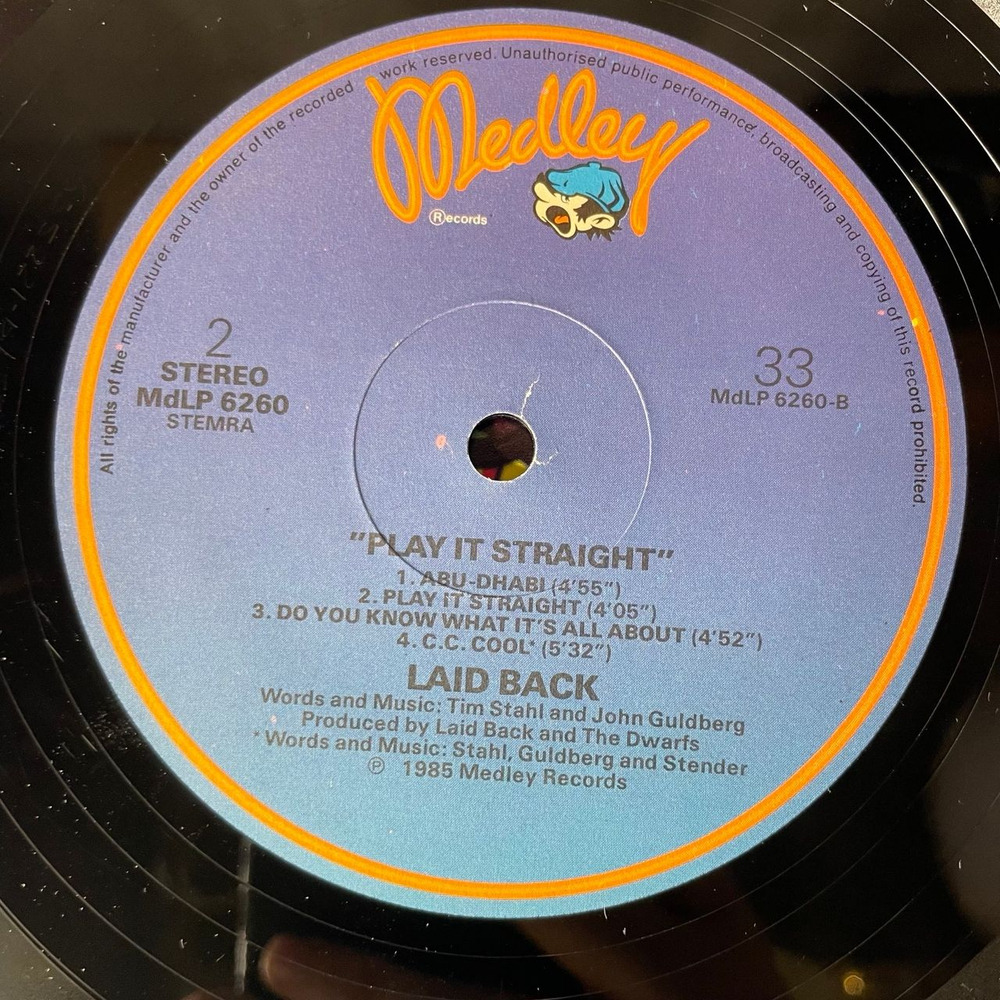 All rights of the manufacturer and the owner of the recorded work reserved. Unauthorised public performance, broadcasting and copying of this record prohibited.
Medley
Records
2
STEREO
MdLP 6260
STEMRA
33
MdLP 6260-B
"PLAY IT STRAIGHT"
1. ABU-DHABI (4'55")
2. PLAY IT STRAIGHT (4'05")
3. DO YOU KNOW WHAT IT'S ALL ABOUT (4'52")
4. C.C. COOL* (5'32")
LAID BACK
Words and Music: Tim Stahl and John Guldberg
Produced by Laid Back and The Dwarfs
*Words and Music: Stahl, Guldberg and Stender
℗ 1985 Medley Records